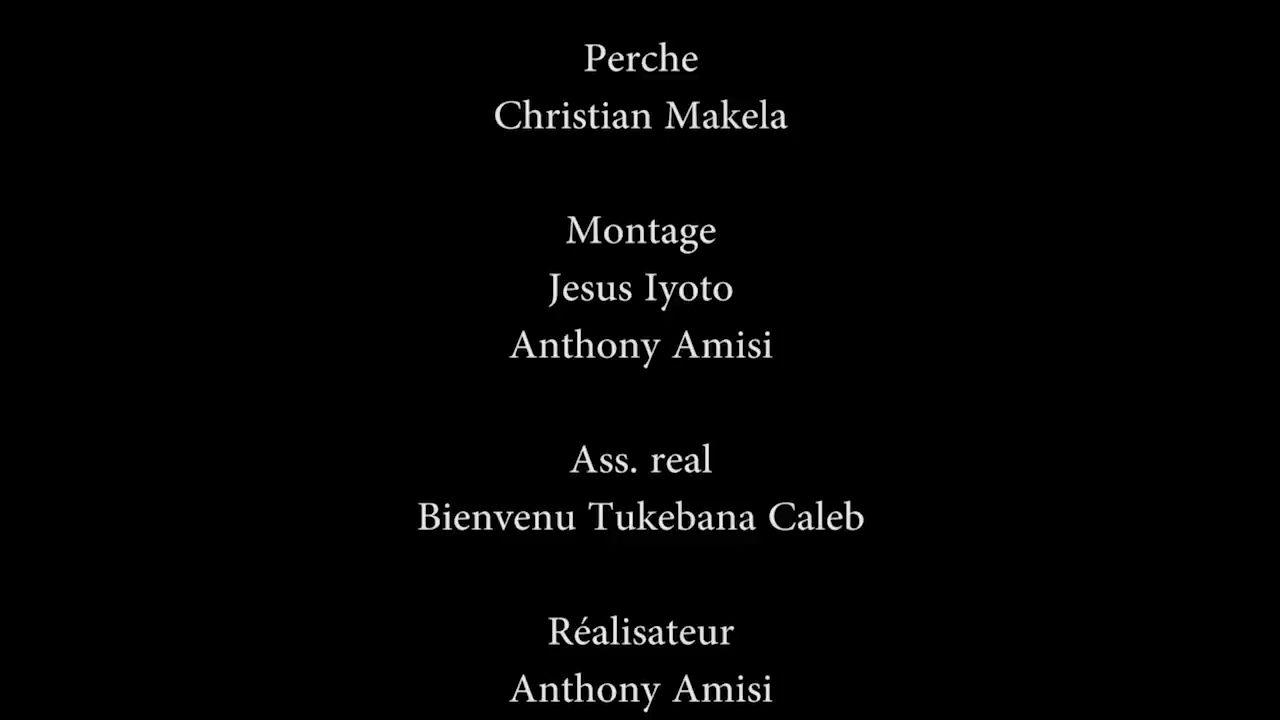 Perche
Christian Makela
Montage
Jesus Iyoto
Anthony Amisi
Ass. real
Bienvenu Tukebana Caleb
Réalisateur
Anthony Amisi